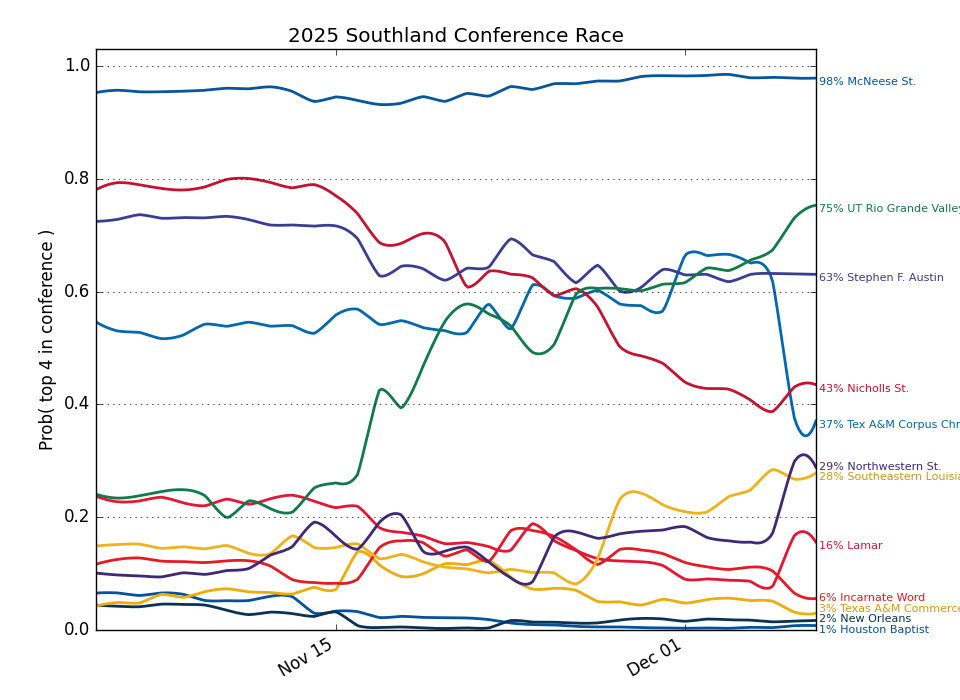 2025 Southland Conference Race
Prob( top 4 in conference )
1.0
0.8
0.6
0.4
0.2
0.0
Nov 15
Dec 01
98% McNeese St.
75% UT Rio Grande Valley
63% Stephen F. Austin
43% Nicholls St.
37% Tex A&M Corpus Chr
29% Northwestern St.
28% Southeastern Louisia
16% Lamar
6% Incarnate Word
3% Texas A&M Commerce
2% New Orleans
1% Houston Baptist